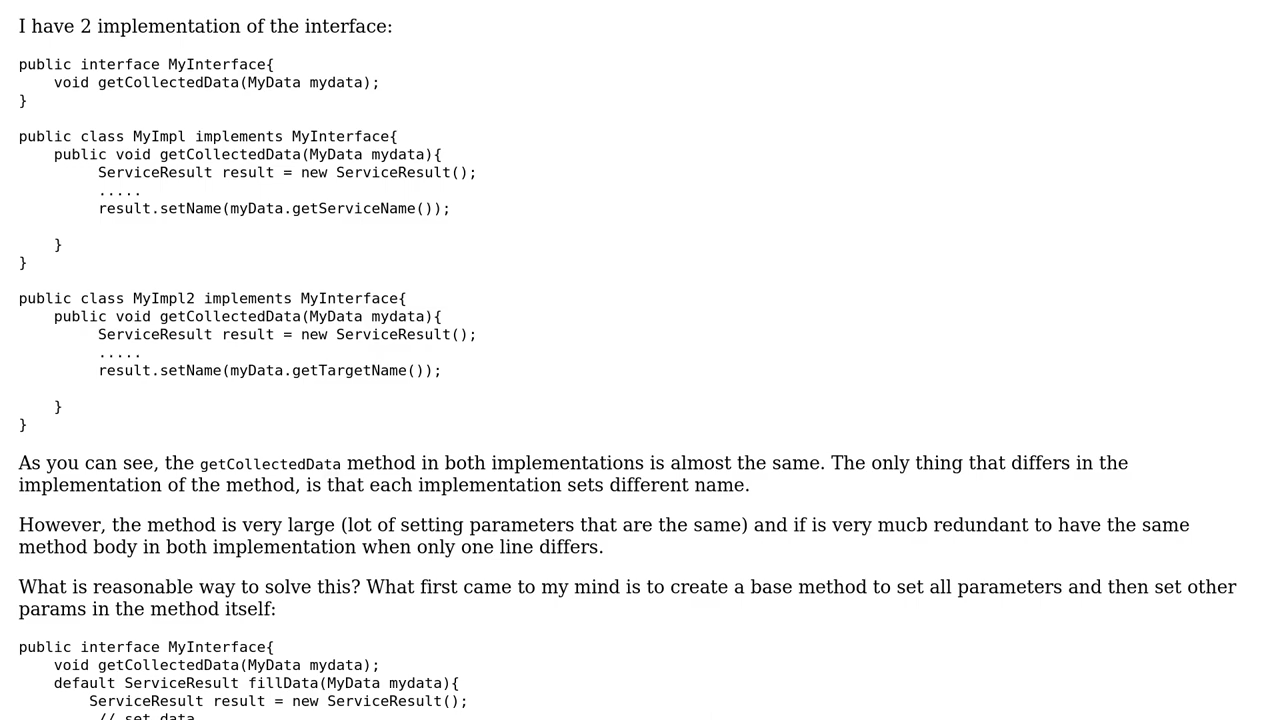 I have 2 implementation of the interface:
public interface MyInterface{
    void getCollectedData(MyData mydata);
}
public class MyImpl implements MyInterface{
    public void getCollectedData(MyData mydata){
         ServiceResult result = new ServiceResult();
         .....
         result.setName(myData.getServiceName());
    }
}
public class MyImpl2 implements MyInterface{
    public void getCollectedData(MyData mydata){
         ServiceResult result = new ServiceResult();
         .....
         result.setName(myData.getTargetName());
    }
}
As you can see, the getCollectedData method in both implementations is almost the same. The only thing that differs in the
implementation of the method, is that each implementation sets different name.
However, the method is very large (lot of setting parameters that are the same) and if is very mucb redundant to have the same
method body in both implementation when only one line differs.
What is reasonable way to solve this? What first came to my mind is to create a base method to set all parameters and then set other
params in the method itself:
public interface MyInterface{
    void getCollectedData(MyData mydata);
    default ServiceResult fillData(MyData mydata){
        ServiceResult result = new ServiceResult();
         // set data